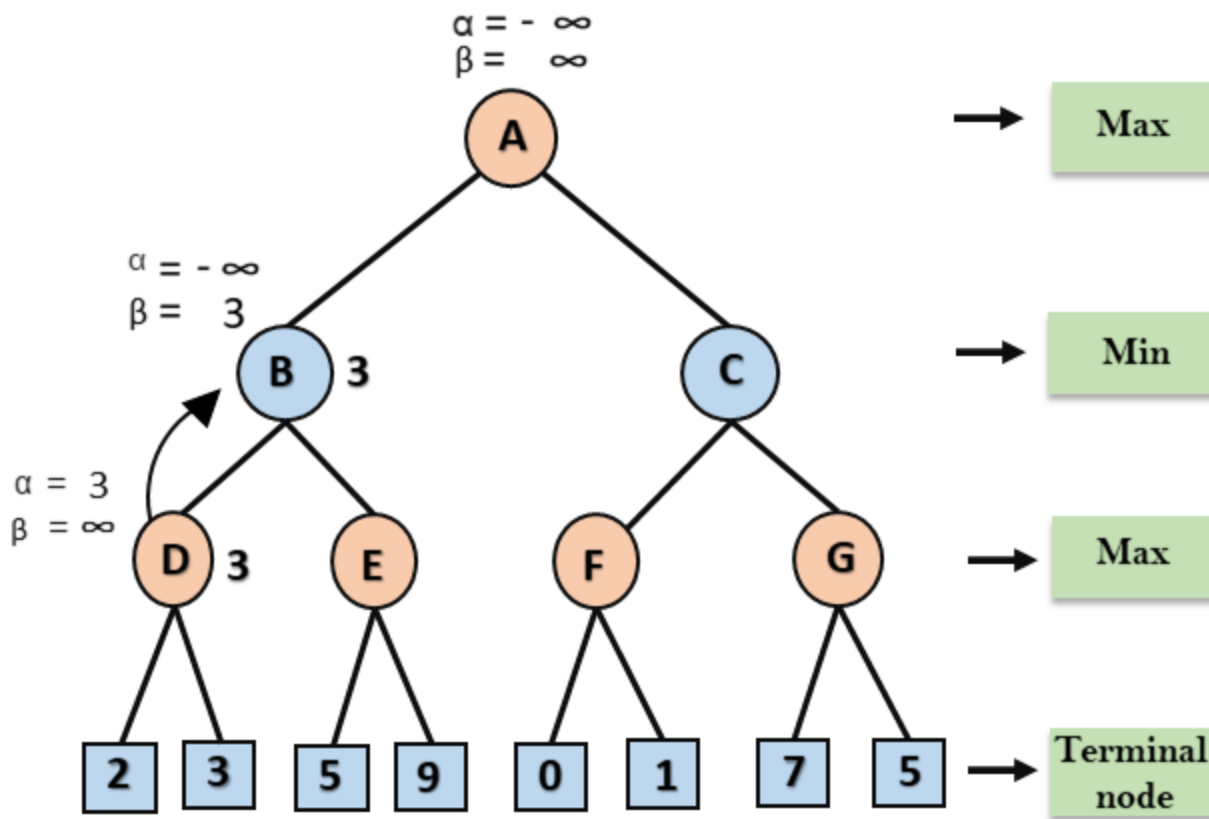 α = - ∞
β = ∞
A
Max
α = - ∞
β = 3
B 3
C
Min
α = 3
β = ∞
D 3
E
F
G
Max
2 3 5 9 0 1 7 5
Terminal
node